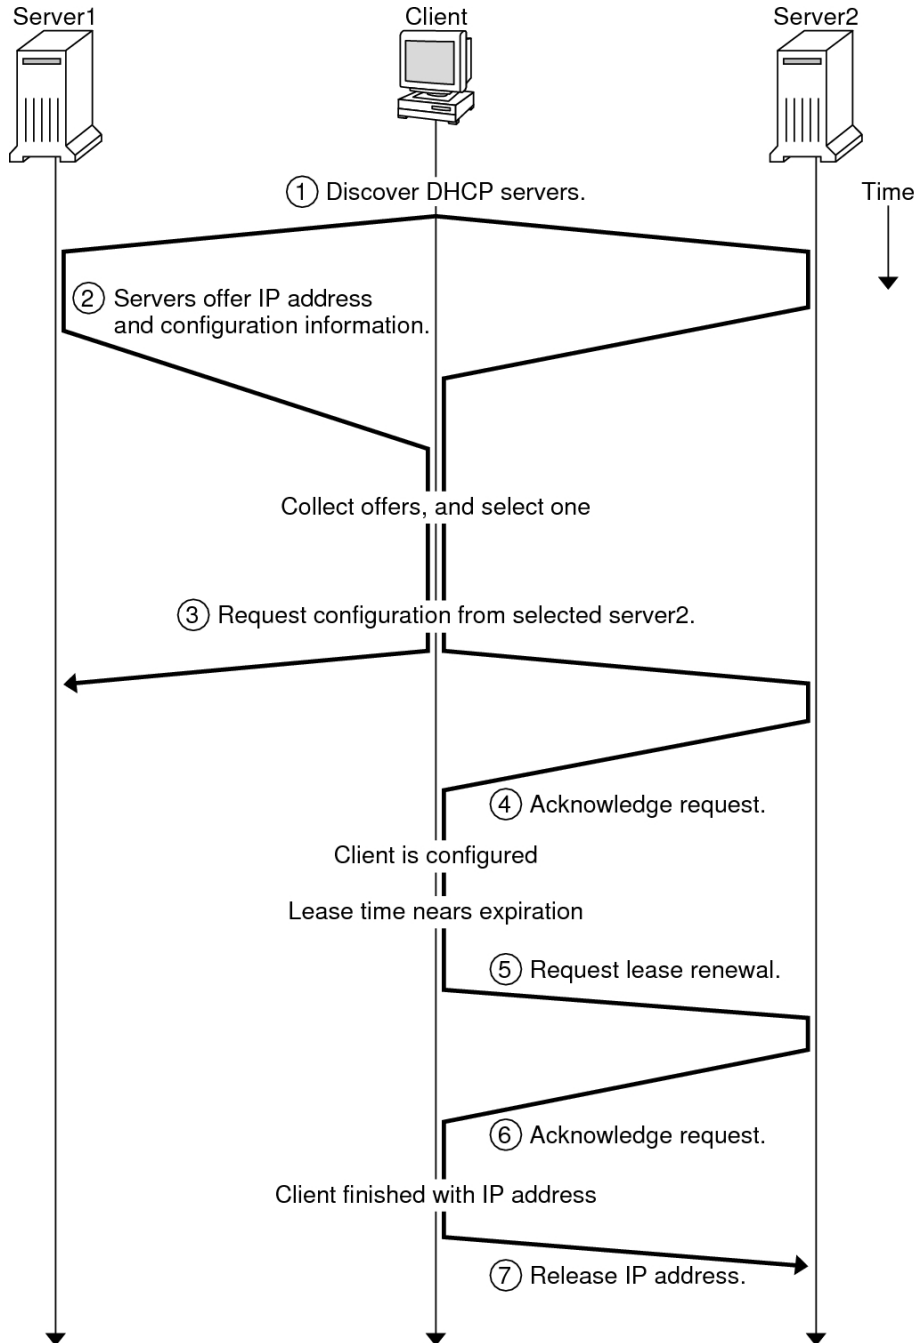 Server1
Client
Server2
① Discover DHCP servers.
Time
② Servers offer IP address
and configuration information.
Collect offers, and select one
③ Request configuration from selected server2.
④ Acknowledge request.
Client is configured
Lease time nears expiration
⑤ Request lease renewal.
⑥ Acknowledge request.
Client finished with IP address
⑦ Release IP address.